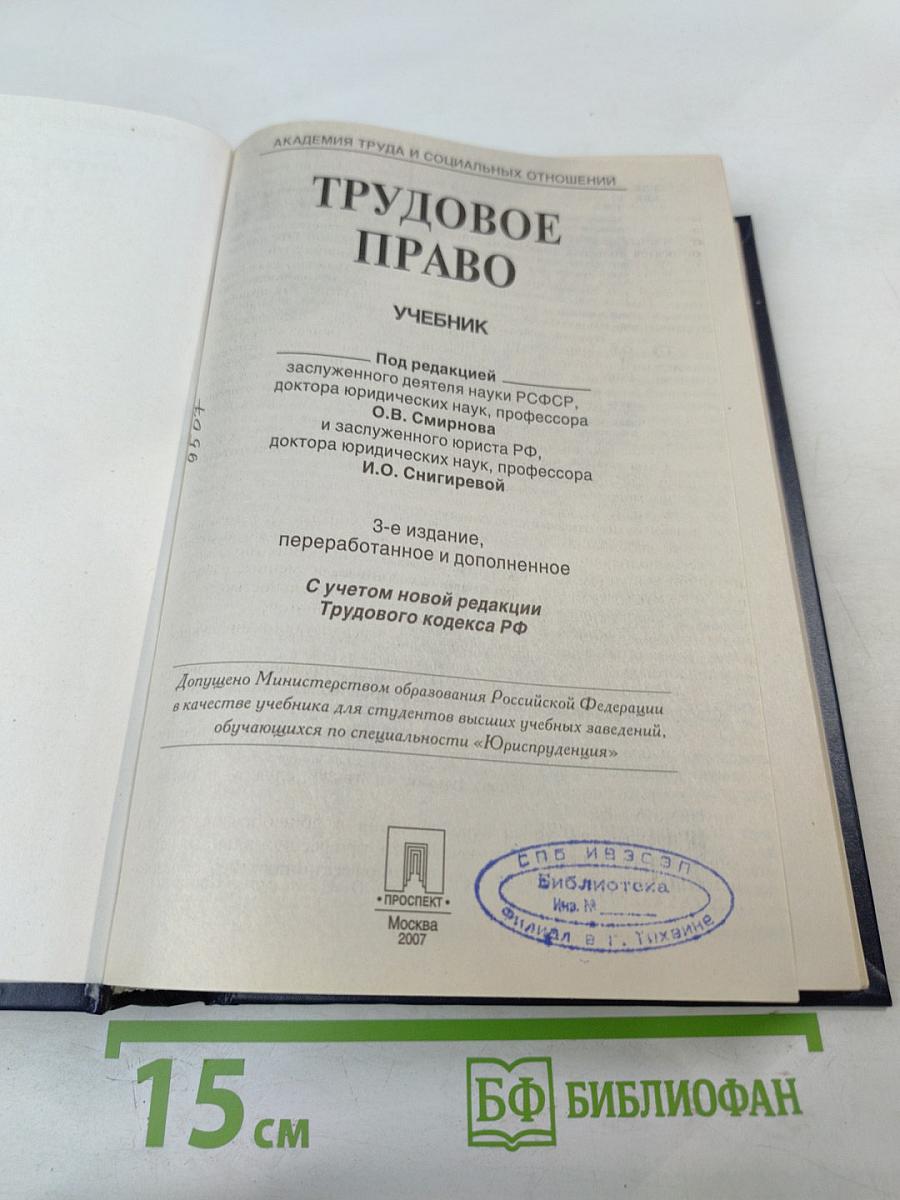 АКАДЕМИЯ ТРУДА И СОЦИАЛЬНЫХ ОТНОШЕНИЙ
ТРУДОВОЕ
ПРАВО
УЧЕБНИК
Под редакцией
заслуженного деятеля науки РСФСР,
доктора юридических наук, профессора
О.В. Смирнова
и заслуженного юриста РФ,
доктора юридических наук, профессора
И.О. Снигиревой
9507
3-е издание,
переработанное и дополненное
С учетом новой редакции
Трудового кодекса РФ
Допущено Министерством образования Российской Федерации
в качестве учебника для студентов высших учебных заведений,
обучающихся по специальности «Юриспруденция»
• ПРОСПЕКТ •
Москва
2007
СПБ ИВЭСЭП
Библиотека
Инв. №
Филиал в г. Тихвине
15 см
БФ БИБЛИОФАН